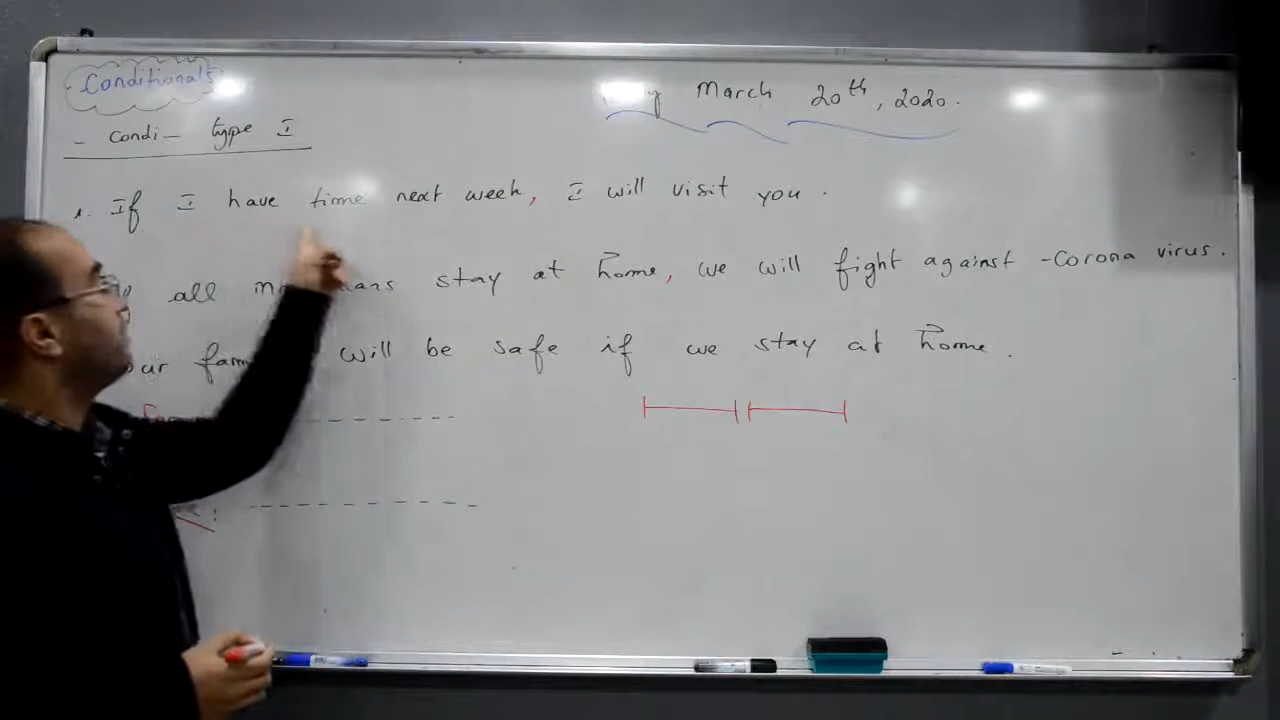 Conditionals
- condi- type I
March 20th, 2020.
1. If I have time next week, I will visit you.
all stay at home, we will fight against -Corona virus.
will be safe if we stay at home.